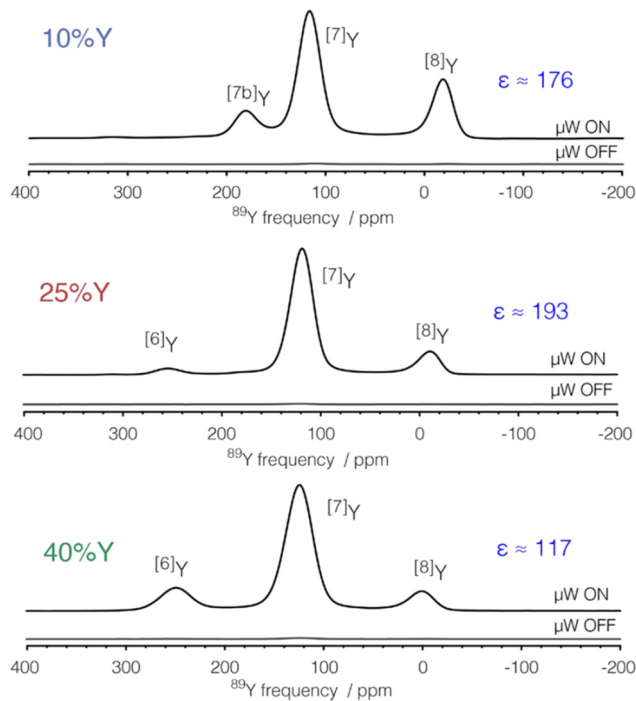 10%Y
[7]Y
[7b]Y
[8]Y
ε ≈ 176
µW ON
µW OFF
400 300 200 100 0 -100 -200
89Y frequency / ppm
25%Y
[7]Y
[6]Y
[8]Y
ε ≈ 193
µW ON
µW OFF
400 300 200 100 0 -100 -200
89Y frequency / ppm
40%Y
[7]Y
[6]Y
[8]Y
ε ≈ 117
µW ON
µW OFF
400 300 200 100 0 -100 -200
89Y frequency / ppm